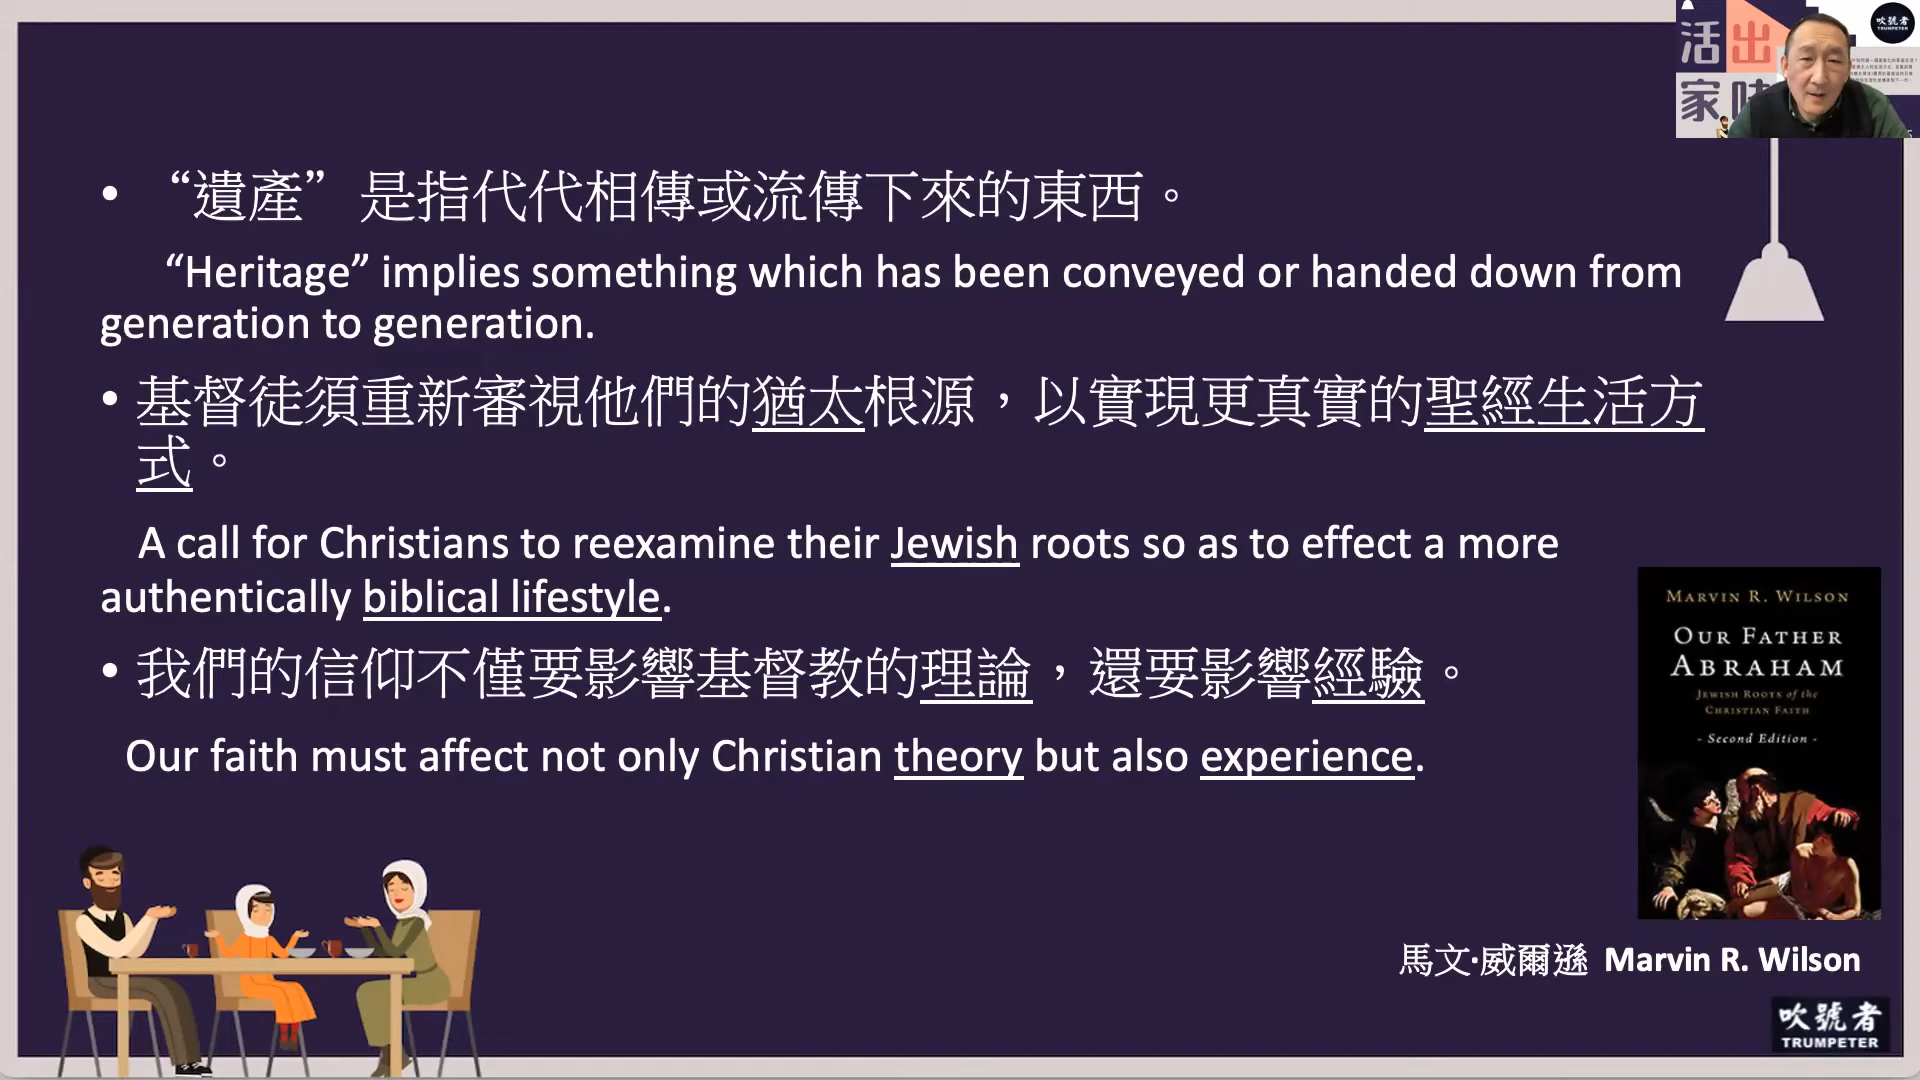 活出
家
吹號者
TRUMPETER
• “遺產”是指代代相傳或流傳下來的東西。
“Heritage” implies something which has been conveyed or handed down from
generation to generation.
• 基督徒須重新審視他們的猶太根源，以實現更真實的聖經生活方
式。
A call for Christians to reexamine their Jewish roots so as to effect a more
authentically biblical lifestyle.
• 我們的信仰不僅要影響基督教的理論，還要影響經驗。
Our faith must affect not only Christian theory but also experience.
MARVIN R. WILSON
OUR FATHER
ABRAHAM
JEWISH ROOTS of the
CHRISTIAN FAITH
- Second Edition -
馬文·威爾遜 Marvin R. Wilson
吹號者
TRUMPETER